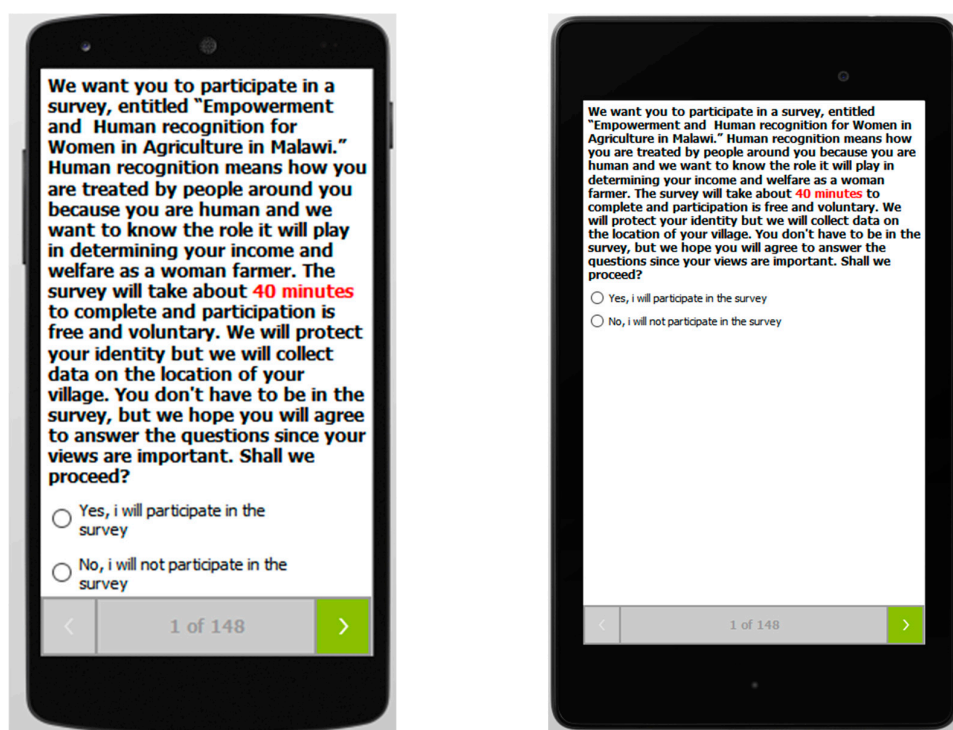 We want you to participate in a
survey, entitled “Empowerment
and  Human recognition for
Women in Agriculture in Malawi.”
Human recognition means how you
are treated by people around you
because you are human and we
want to know the role it will play
in determining your income and
welfare as a woman farmer. The
survey will take about 40 minutes
to complete and participation is
free and voluntary. We will protect
your identity but we will collect
data on the location of your
village. You don't have to be in the
survey, but we hope you will agree
to answer the questions since your
views are important. Shall we
proceed?
Yes, i will participate in the
survey
No, i will not participate in the
survey
1 of 148
We want you to participate in a survey, entitled
“Empowerment and  Human recognition for Women in
Agriculture in Malawi.” Human recognition means how
you are treated by people around you because you are
human and we want to know the role it will play in
determining your income and welfare as a woman
farmer. The survey will take about 40 minutes to
complete and participation is free and voluntary. We
will protect your identity but we will collect data on
the location of your village. You don't have to be in the
survey, but we hope you will agree to answer the
questions since your views are important. Shall we
proceed?
Yes, i will participate in the survey
No, i will not participate in the survey
1 of 148